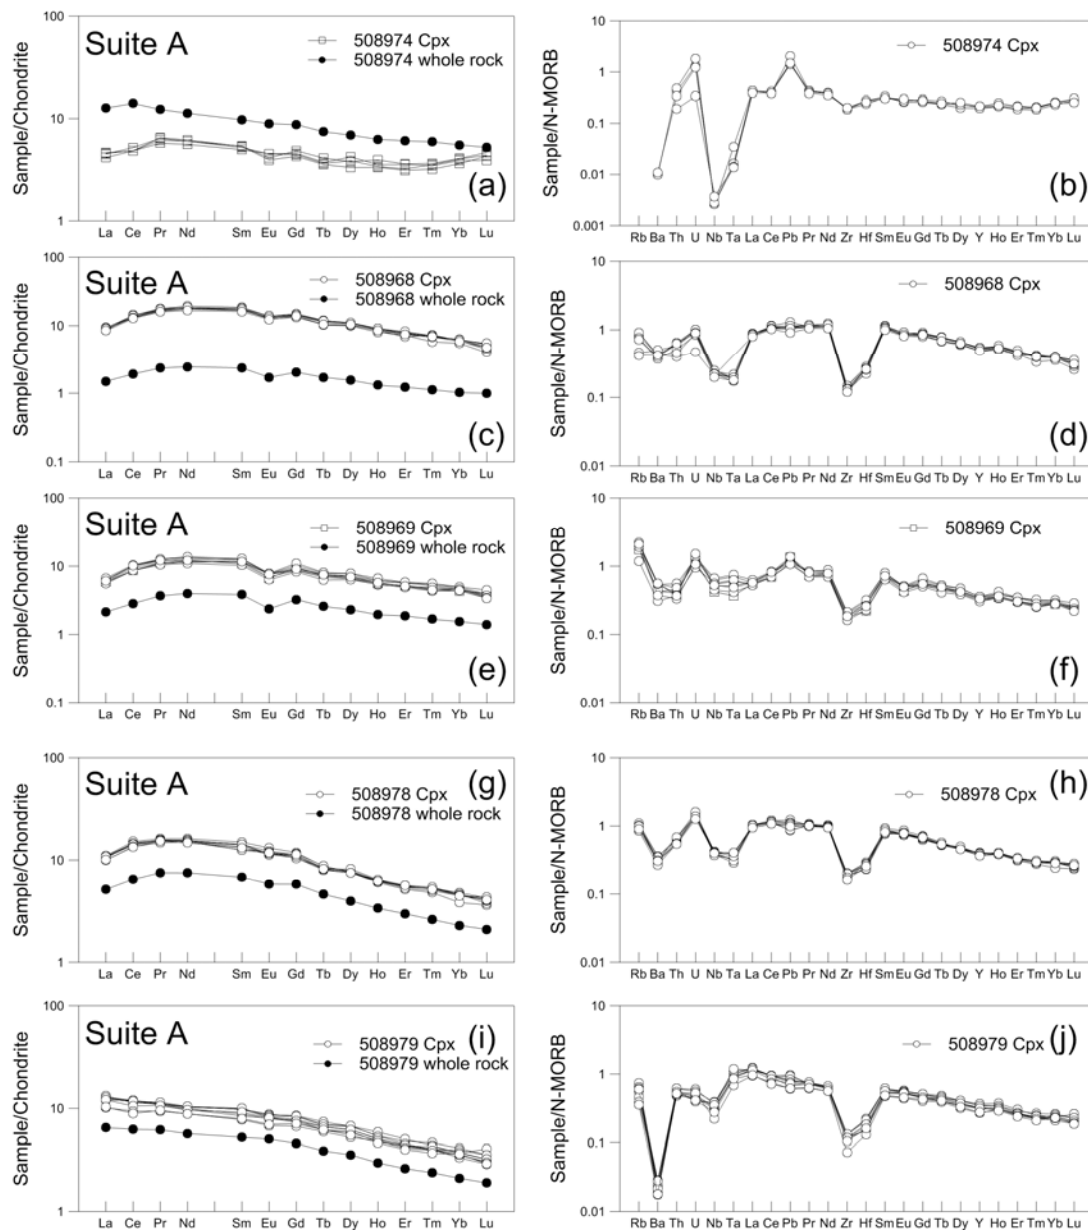 Suite A
508974 Cpx
508974 whole rock
(a)
Sample/Chondrite
100
10
1
La Ce Pr Nd Sm Eu Gd Tb Dy Ho Er Tm Yb Lu
508974 Cpx
(b)
Sample/N-MORB
10
1
0.1
0.01
0.001
Rb Ba Th U Nb Ta La Ce Pb Pr Nd Zr Hf Sm Eu Gd Tb Dy Y Ho Er Tm Yb Lu
Suite A
508968 Cpx
508968 whole rock
(c)
Sample/Chondrite
100
10
1
0.1
La Ce Pr Nd Sm Eu Gd Tb Dy Ho Er Tm Yb Lu
508968 Cpx
(d)
Sample/N-MORB
10
1
0.1
0.01
Rb Ba Th U Nb Ta La Ce Pb Pr Nd Zr Hf Sm Eu Gd Tb Dy Y Ho Er Tm Yb Lu
Suite A
508969 Cpx
508969 whole rock
(e)
Sample/Chondrite
100
10
1
0.1
La Ce Pr Nd Sm Eu Gd Tb Dy Ho Er Tm Yb Lu
508969 Cpx
(f)
Sample/N-MORB
10
1
0.1
0.01
Rb Ba Th U Nb Ta La Ce Pb Pr Nd Zr Hf Sm Eu Gd Tb Dy Y Ho Er Tm Yb Lu
Suite A
508978 Cpx
508978 whole rock
(g)
Sample/Chondrite
100
10
1
La Ce Pr Nd Sm Eu Gd Tb Dy Ho Er Tm Yb Lu
508978 Cpx
(h)
Sample/N-MORB
10
1
0.1
0.01
Rb Ba Th U Nb Ta La Ce Pb Pr Nd Zr Hf Sm Eu Gd Tb Dy Y Ho Er Tm Yb Lu
Suite A
508979 Cpx
508979 whole rock
(i)
Sample/Chondrite
100
10
1
La Ce Pr Nd Sm Eu Gd Tb Dy Ho Er Tm Yb Lu
508979 Cpx
(j)
Sample/N-MORB
10
1
0.1
0.01
Rb Ba Th U Nb Ta La Ce Pb Pr Nd Zr Hf Sm Eu Gd Tb Dy Y Ho Er Tm Yb Lu